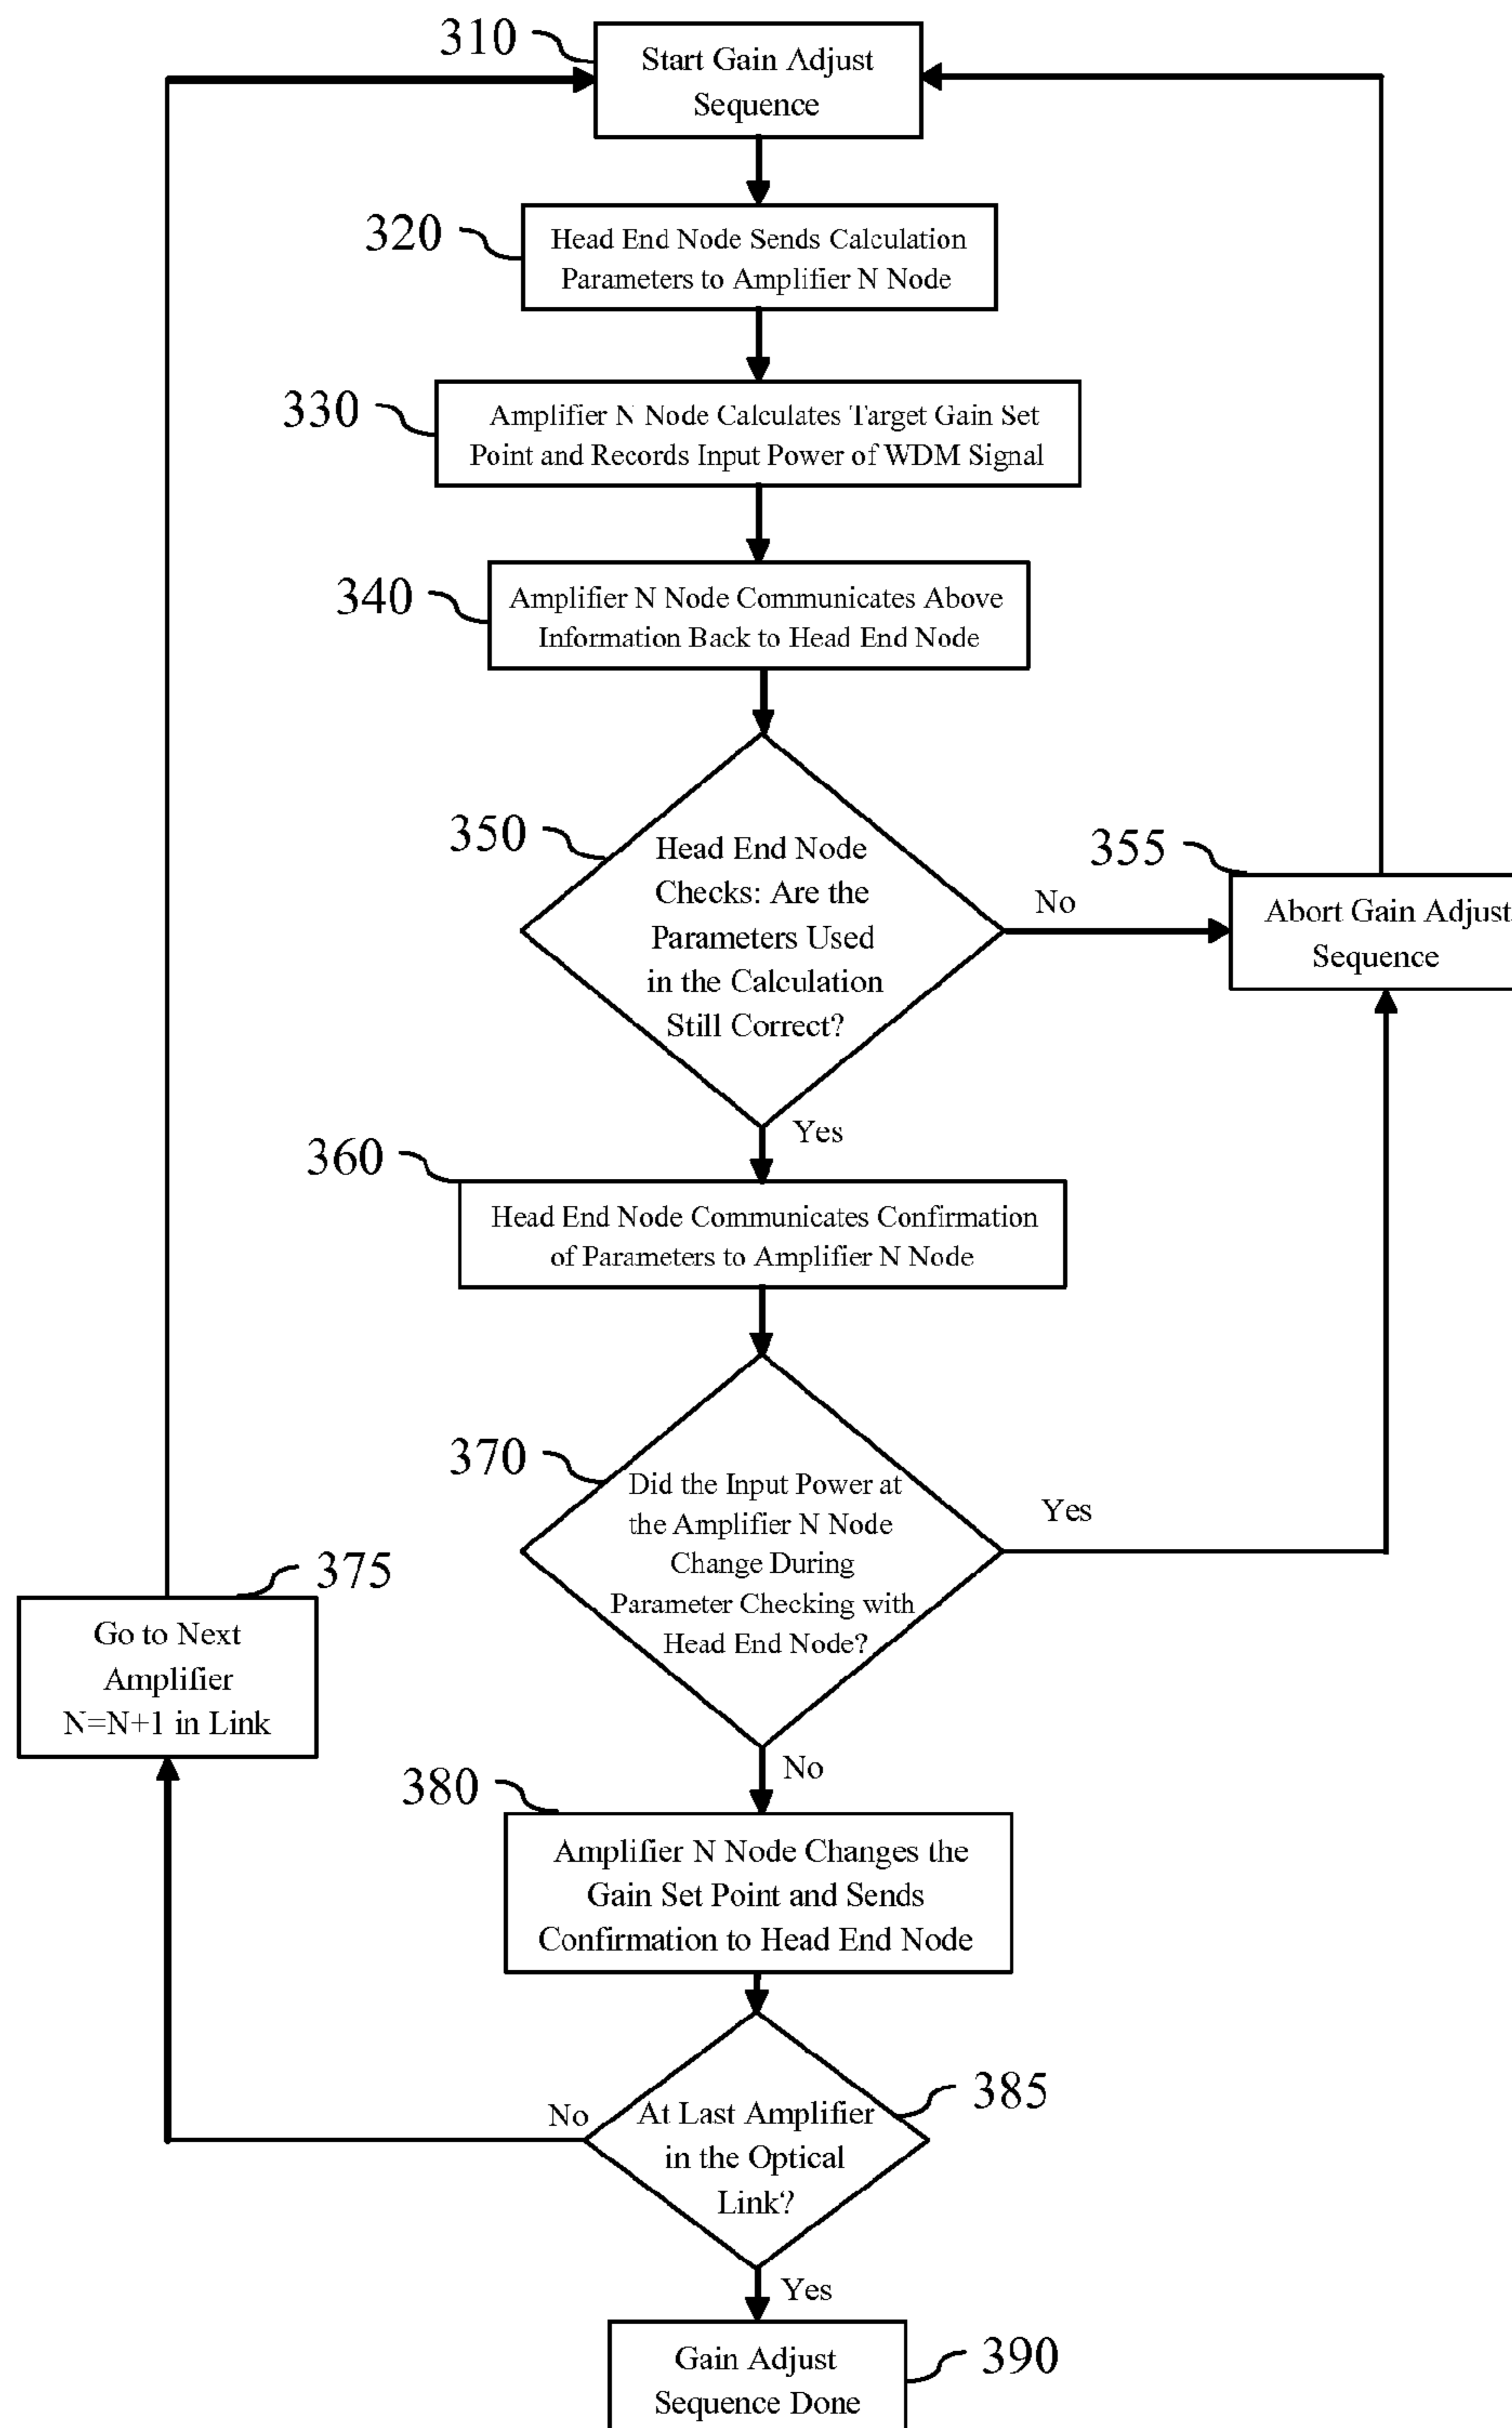 310
Start Gain Adjust
Sequence
320
Head End Node Sends Calculation
Parameters to Amplifier N Node
330
Amplifier N Node Calculates Target Gain Set
Point and Records Input Power of WDM Signal
340
Amplifier N Node Communicates Above
Information Back to Head End Node
350
Head End Node
Checks: Are the
Parameters Used
in the Calculation
Still Correct?
No
355
Abort Gain Adjust
Sequence
Yes
360
Head End Node Communicates Confirmation
of Parameters to Amplifier N Node
370
Did the Input Power at
the Amplifier N Node
Change During
Parameter Checking with
Head End Node?
Yes
375
Go to Next
Amplifier
N=N+1 in Link
No
380
Amplifier N Node Changes the
Gain Set Point and Sends
Confirmation to Head End Node
385
No
At Last Amplifier
in the Optical
Link?
Yes
390
Gain Adjust
Sequence Done